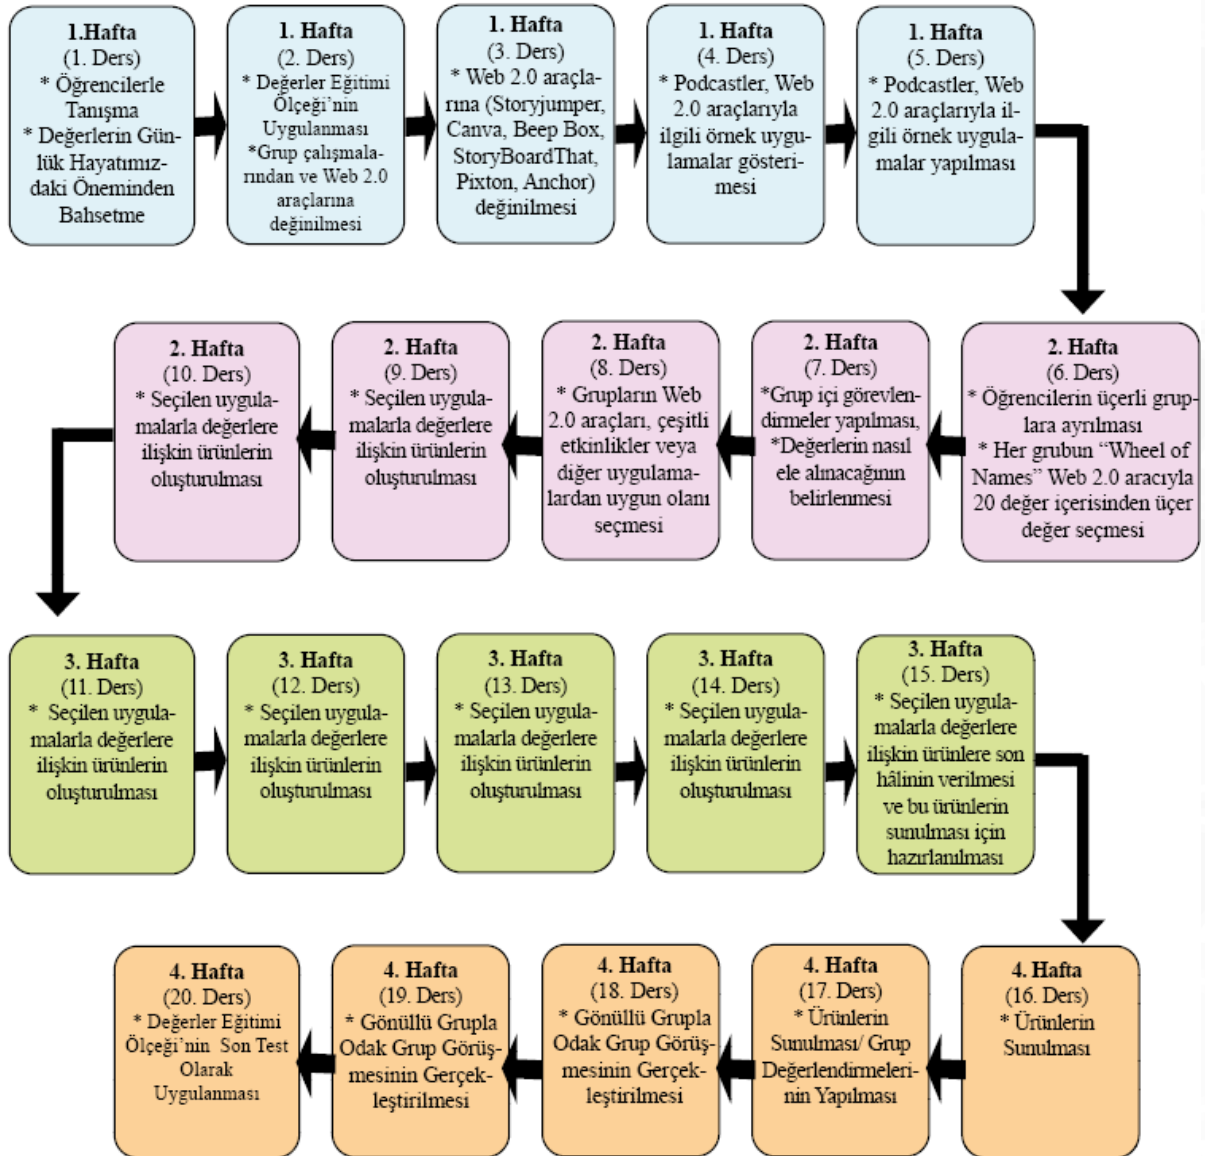 1.Hafta
(1. Ders)
* Öğrencilerle
Tanışma
* Değerlerin Gün-
lük Hayatımız-
daki Öneminden
Bahsetme
1. Hafta
(2. Ders)
* Değerler Eğitimi
Ölçeği’nin
Uygulanması
*Grup çalışmala-
rından ve Web 2.0
araçlarına
değinilmesi
1. Hafta
(3. Ders)
* Web 2.0 araçla-
rına (Storyjumper,
Canva, Beep Box,
StoryBoardThat,
Pixton, Anchor)
değinilmesi
1. Hafta
(4. Ders)
* Podcastler, Web
2.0 araçlarıyla
ilgili örnek uygu-
lamalar gösteri-
mesi
1. Hafta
(5. Ders)
* Podcastler, Web
2.0 araçlarıyla il-
gili örnek uygula-
malar yapılması
2. Hafta
(6. Ders)
* Öğrencilerin üçerli grup-
lara ayrılması
* Her grubun “Wheel of
Names” Web 2.0 aracıyla
20 değer içerisinden üçer
değer seçmesi
2. Hafta
(7. Ders)
*Grup içi görevlen-
dirmeler yapılması,
*Değerlerin nasıl
ele alınacağının
belirlenmesi
2. Hafta
(8. Ders)
* Grupların Web
2.0 araçları, çeşitli
etkinlikler veya
diğer uygulama-
lardan uygun olanı
seçmesi
2. Hafta
(9. Ders)
* Seçilen uygu-
malarla değerlere
ilişkin ürünlerin
oluşturulması
2. Hafta
(10. Ders)
* Seçilen uygu-
malarla değerlere
ilişkin ürünlerin
oluşturulması
3. Hafta
(11. Ders)
* Seçilen uygula-
malarla değerlere
ilişkin ürünlerin
oluşturulması
3. Hafta
(12. Ders)
* Seçilen uygula-
malarla değerlere
ilişkin ürünlerin
oluşturulması
3. Hafta
(13. Ders)
* Seçilen uygula-
malarla değerlere
ilişkin ürünlerin
oluşturulması
3. Hafta
(14. Ders)
* Seçilen uygula-
malarla değerlere
ilişkin ürünlerin
oluşturulması
3. Hafta
(15. Ders)
* Seçilen uygula-
malarla değerlere
ilişkin ürünlere son
hâlinin verilmesi
ve bu ürünlerin
sunulması için
hazırlanılması
4. Hafta
(16. Ders)
* Ürünlerin
Sunulması
4. Hafta
(17. Ders)
* Ürünlerin
Sunulması/ Grup
Değerlendirmeleri-
nin Yapılması
4. Hafta
(18. Ders)
* Gönüllü Grupla
Odak Grup Görüş-
mesinin Gerçek-
leştirilmesi
4. Hafta
(19. Ders)
* Gönüllü Grupla
Odak Grup Görüş-
mesinin Gerçek-
leştirilmesi
4. Hafta
(20. Ders)
* Değerler Eğitimi
Ölçeği’nin Son Test
Olarak
Uygulanması